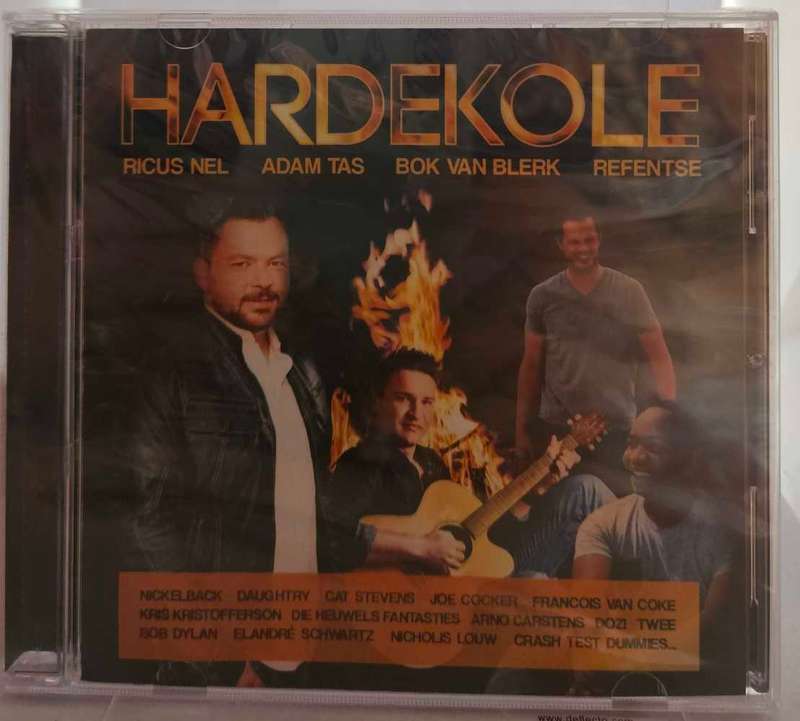 HARDEKOLE
RICUS NEL ADAM TAS BOK VAN BLERK REFENTSE
NICKELBACK DAUGHTRY CAT STEVENS JOE COCKER FRANCOIS VAN COKE
KRIS KRISTOFFERSON DIE HEUWELS FANTASTIES ARNO CARSTENS DOZI TWEE
BOB DYLAN ELANDRÉ SCHWARTZ NICHOLIS LOUW CRASH TEST DUMMIES...